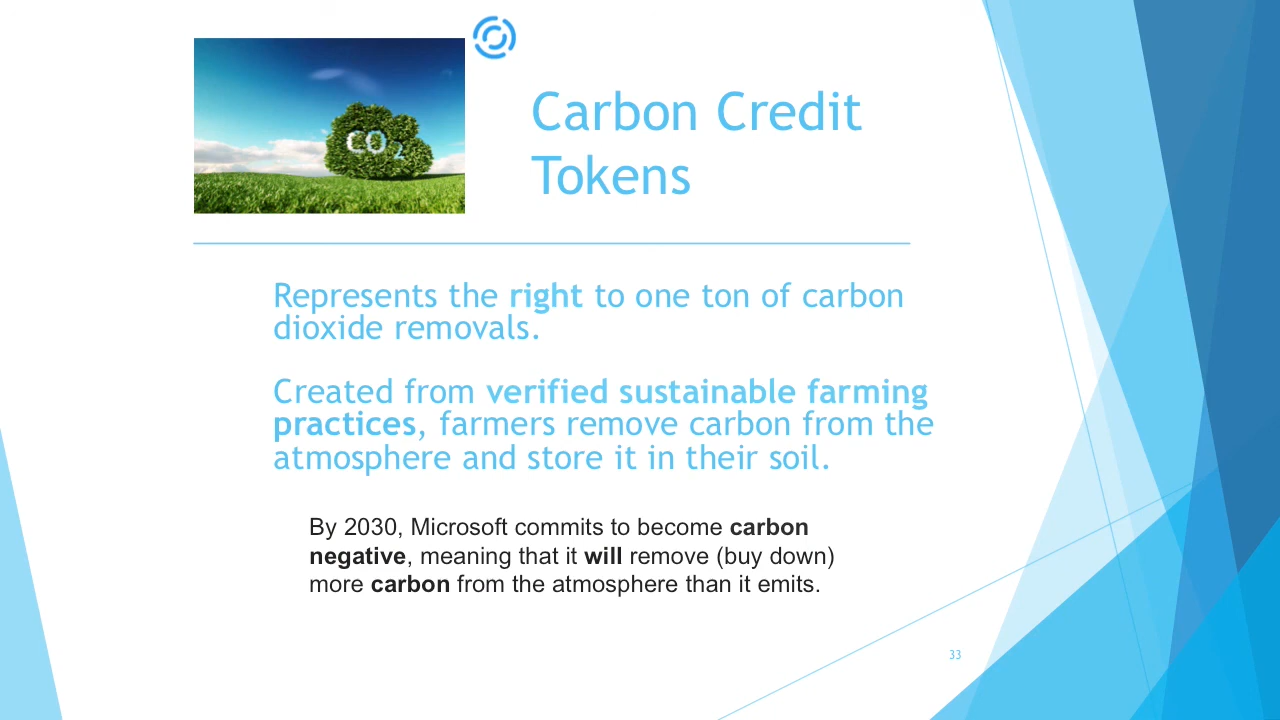 CO2
Carbon Credit
Tokens
Represents the right to one ton of carbon
dioxide removals.
Created from verified sustainable farming
practices, farmers remove carbon from the
atmosphere and store it in their soil.
By 2030, Microsoft commits to become carbon
negative, meaning that it will remove (buy down)
more carbon from the atmosphere than it emits.
33